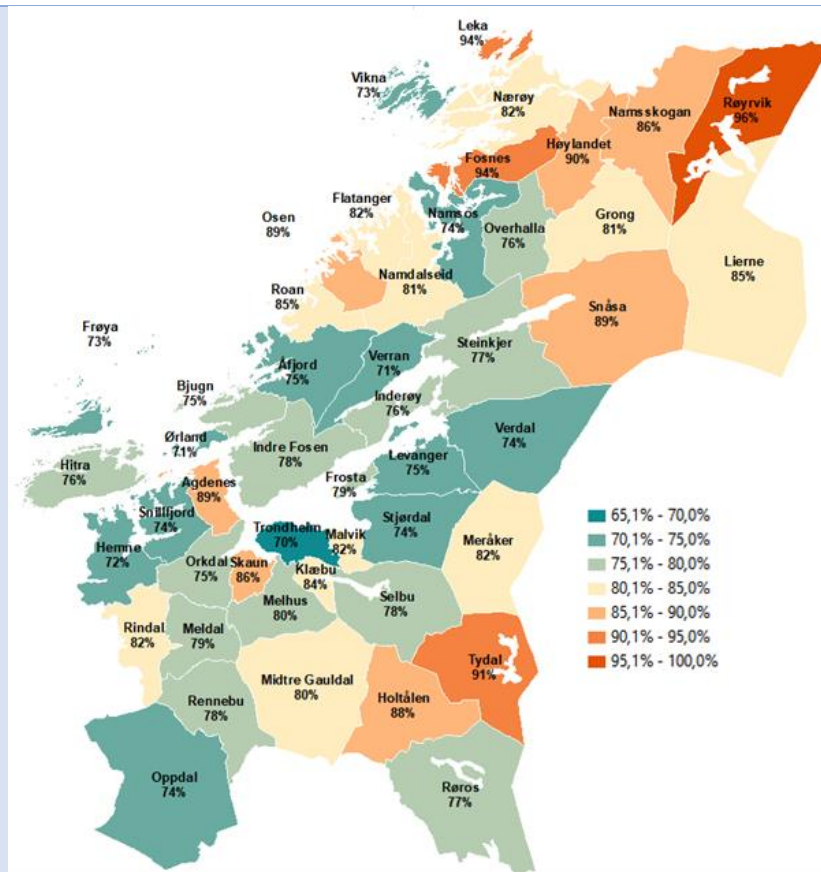 Leka
94%
Vikna
73%
Nærøy
82%
Namsskogan
86%
Røyrvik
96%
Høylandet
90%
Fosnes
94%
Flatanger
82%
Osen
89%
Namsos
74%
Overhalla
76%
Grong
81%
Lierne
85%
Namdalseid
81%
Roan
85%
Snåsa
89%
Frøya
73%
Steinkjer
77%
Verran
71%
Åfjord
75%
Bjugn
75%
Inderøy
76%
Verdal
74%
Ørland
71%
Indre Fosen
78%
Levanger
75%
Hitra
76%
Agdenes
89%
Frosta
79%
Snillfjord
74%
Trondheim
70%
Malvik
82%
Stjørdal
74%
Meråker
82%
Hemne
72%
Orkdal
75%
Skaun
86%
Klæbu
84%
Melhus
80%
Selbu
78%
Rindal
82%
Meldal
79%
Tydal
91%
Midtre Gauldal
80%
Holtålen
88%
Rennebu
78%
Oppdal
74%
Røros
77%
65,1% - 70,0%
70,1% - 75,0%
75,1% - 80,0%
80,1% - 85,0%
85,1% - 90,0%
90,1% - 95,0%
95,1% - 100,0%